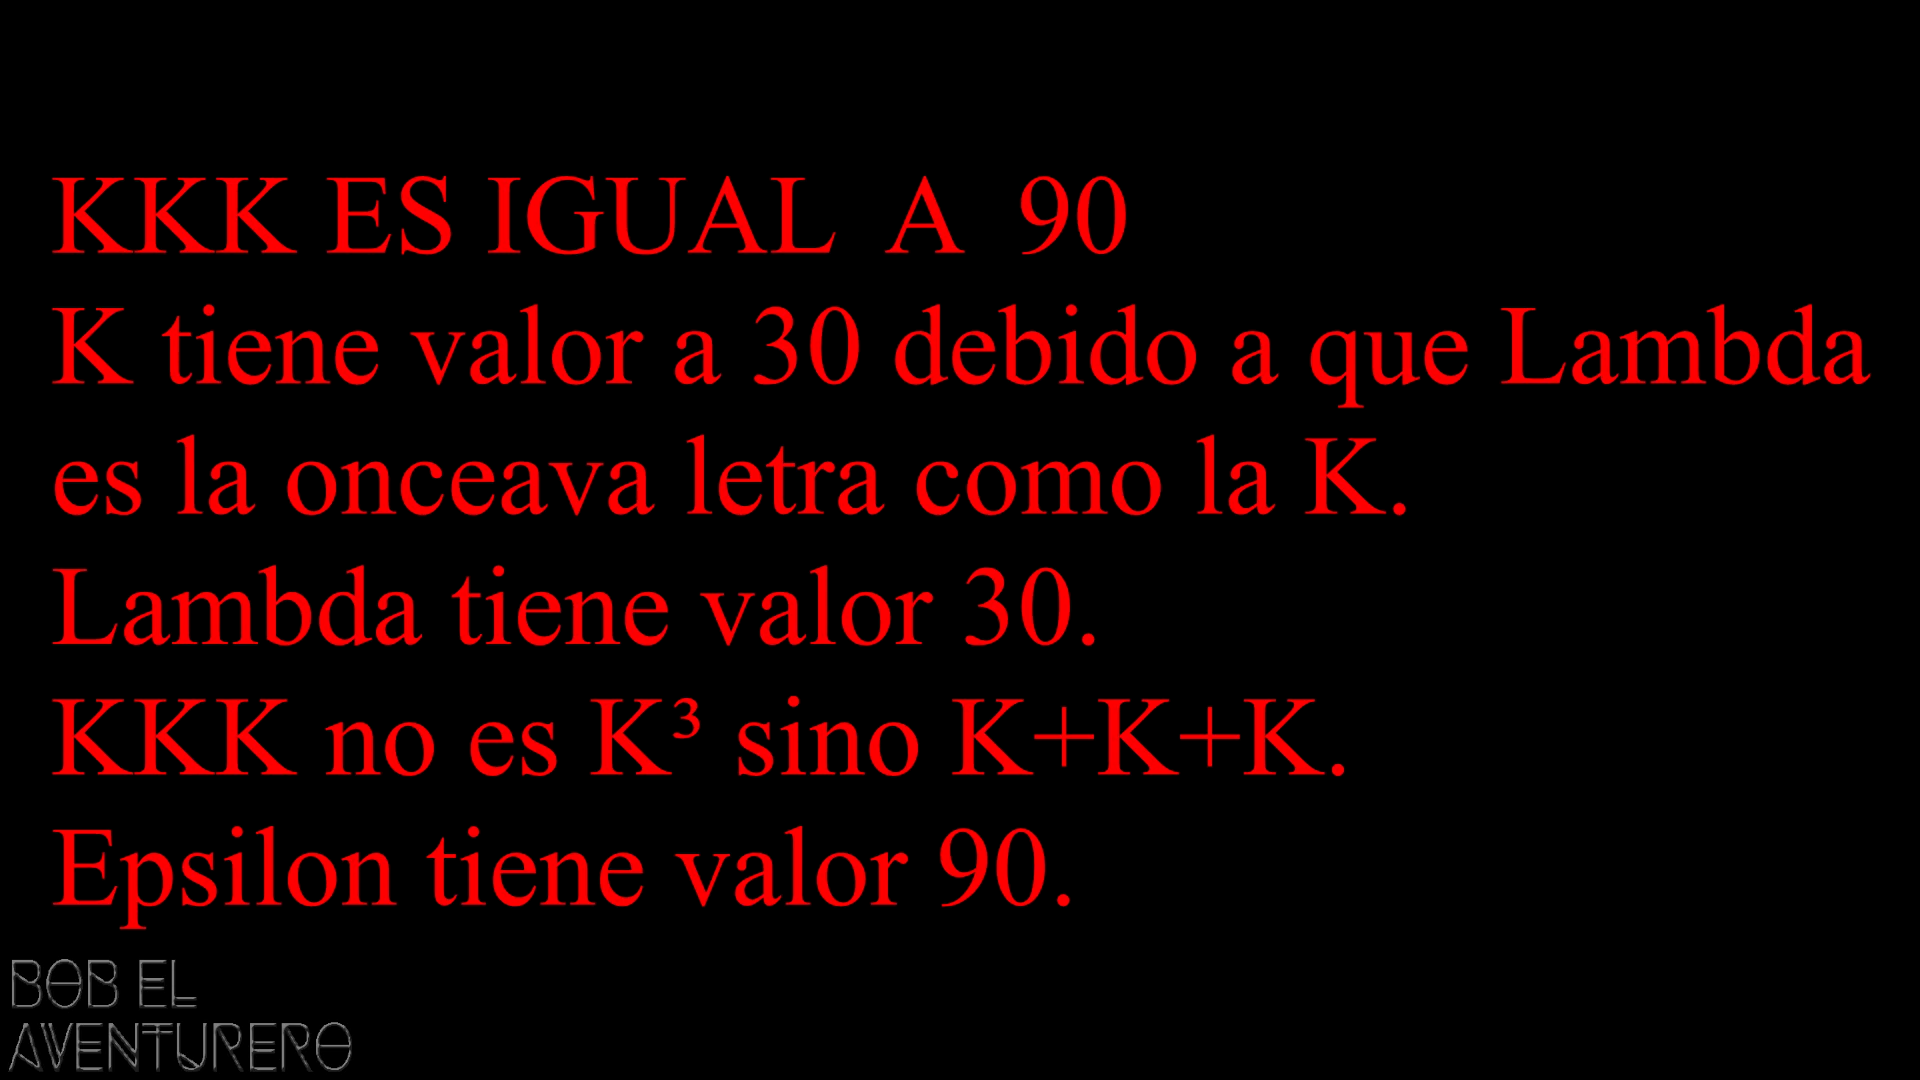 KKK ES IGUAL A 90
K tiene valor a 30 debido a que Lambda
es la onceava letra como la K.
Lambda tiene valor 30.
KKK no es K³ sino K+K+K.
Epsilon tiene valor 90.
BOB EL
AVENTURERO